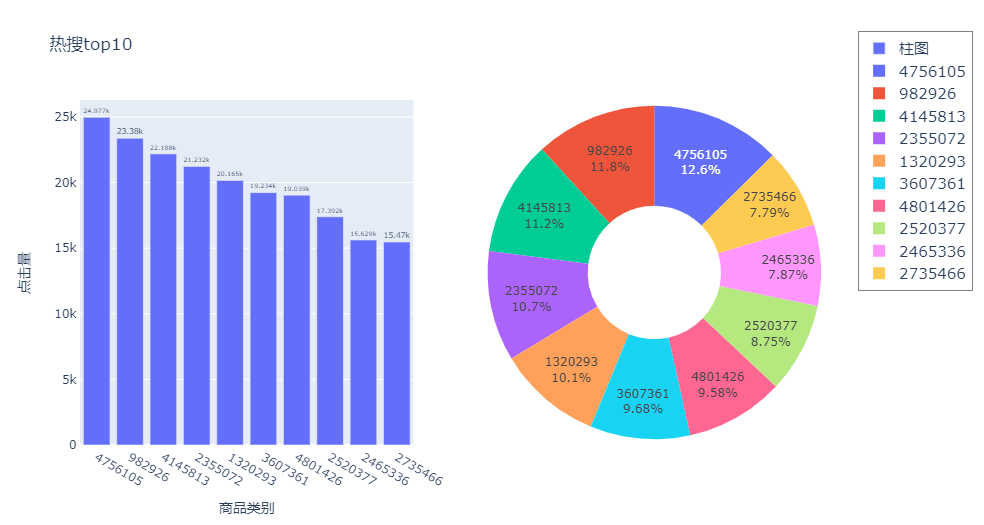 热搜top10
点击量
25k
20k
15k
10k
5k
0
24.977k
23.38k
22.188k
21.232k
20.165k
19.234k
19.039k
17.392k
15.629k
15.47k
4756105
982926
4145813
2355072
1320293
3607361
4801426
2520377
2465336
2735466
商品类别
4756105
12.6%
982926
11.8%
4145813
11.2%
2355072
10.7%
1320293
10.1%
3607361
9.68%
4801426
9.58%
2520377
8.75%
2465336
7.87%
2735466
7.79%
柱图
4756105
982926
4145813
2355072
1320293
3607361
4801426
2520377
2465336
2735466